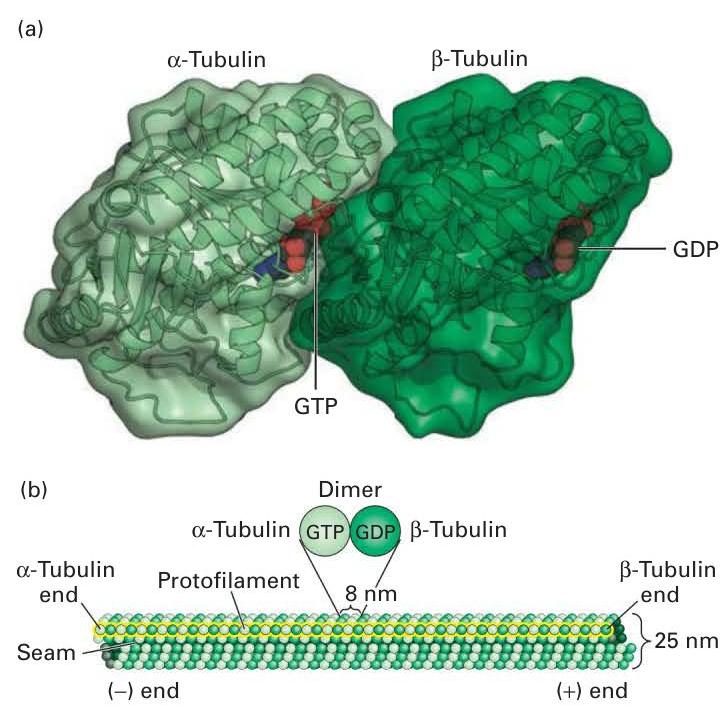 (a)
α-Tubulin
β-Tubulin
GDP
GTP
(b)
Dimer
α-Tubulin
GTP
GDP
β-Tubulin
α-Tubulin
end
Protofilament
8 nm
β-Tubulin
end
Seam
25 nm
(–) end
(+) end